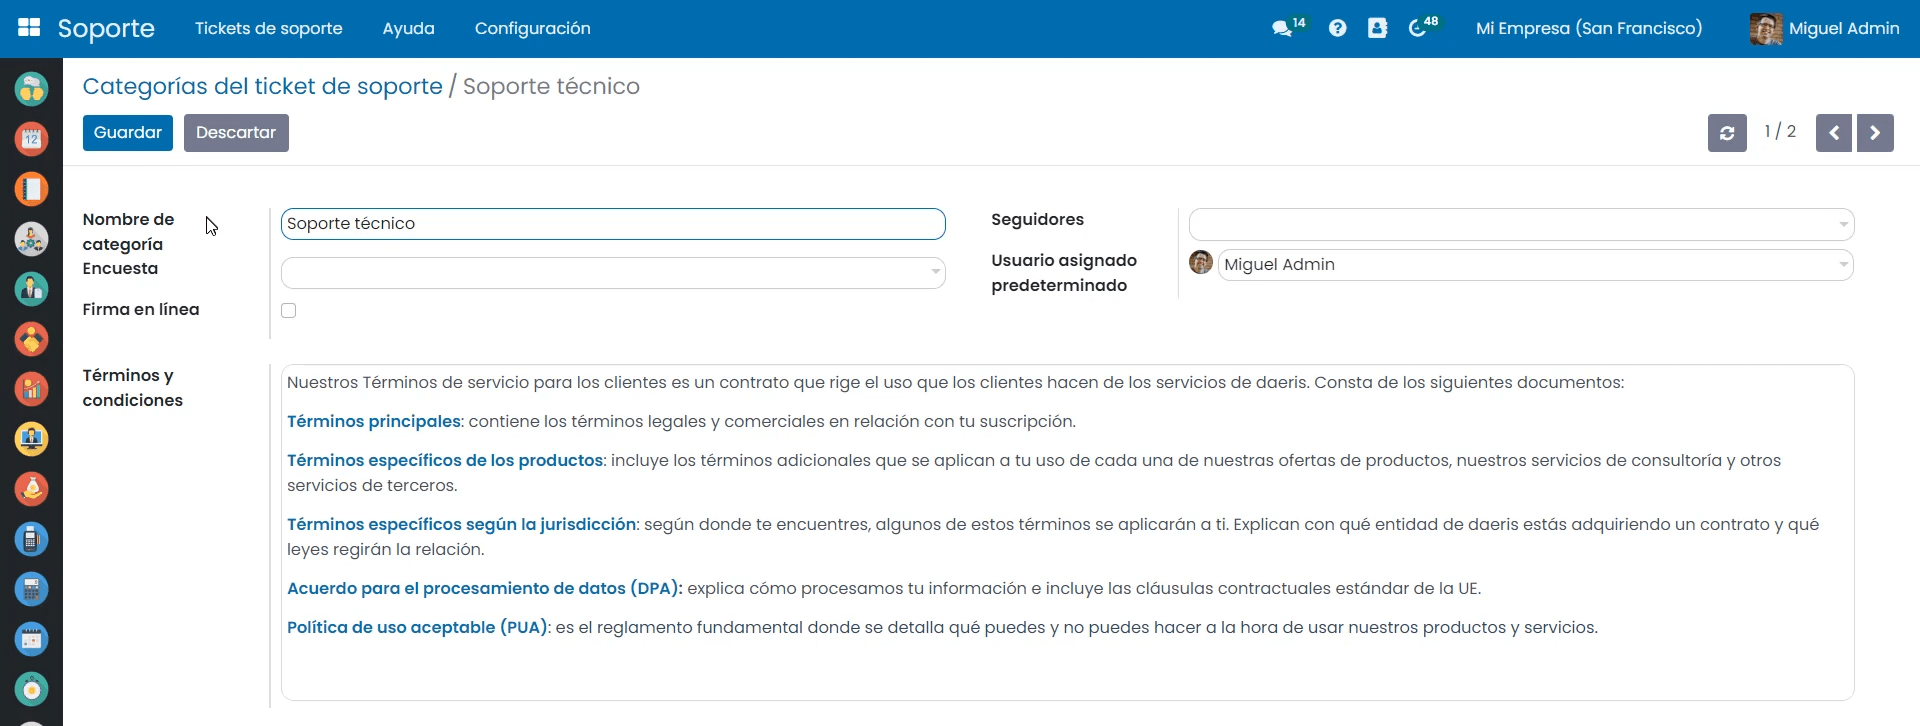 Soporte Tickets de soporte Ayuda Configuración 14 48 Mi Empresa (San Francisco) Miguel Admin
Categorías del ticket de soporte / Soporte técnico
Guardar Descartar 1 / 2
12
Nombre de categoría
Soporte técnico
Encuesta
Firma en línea
Seguidores
Usuario asignado predeterminado
Miguel Admin
Términos y condiciones
Nuestros Términos de servicio para los clientes es un contrato que rige el uso que los clientes hacen de los servicios de daeris. Consta de los siguientes documentos:
Términos principales: contiene los términos legales y comerciales en relación con tu suscripción.
Términos específicos de los productos: incluye los términos adicionales que se aplican a tu uso de cada una de nuestras ofertas de productos, nuestros servicios de consultoría y otros
servicios de terceros.
Términos específicos según la jurisdicción: según donde te encuentres, algunos de estos términos se aplicarán a ti. Explican con qué entidad de daeris estás adquiriendo un contrato y qué
leyes regirán la relación.
Acuerdo para el procesamiento de datos (DPA): explica cómo procesamos tu información e incluye las cláusulas contractuales estándar de la UE.
Política de uso aceptable (PUA): es el reglamento fundamental donde se detalla qué puedes y no puedes hacer a la hora de usar nuestros productos y servicios.